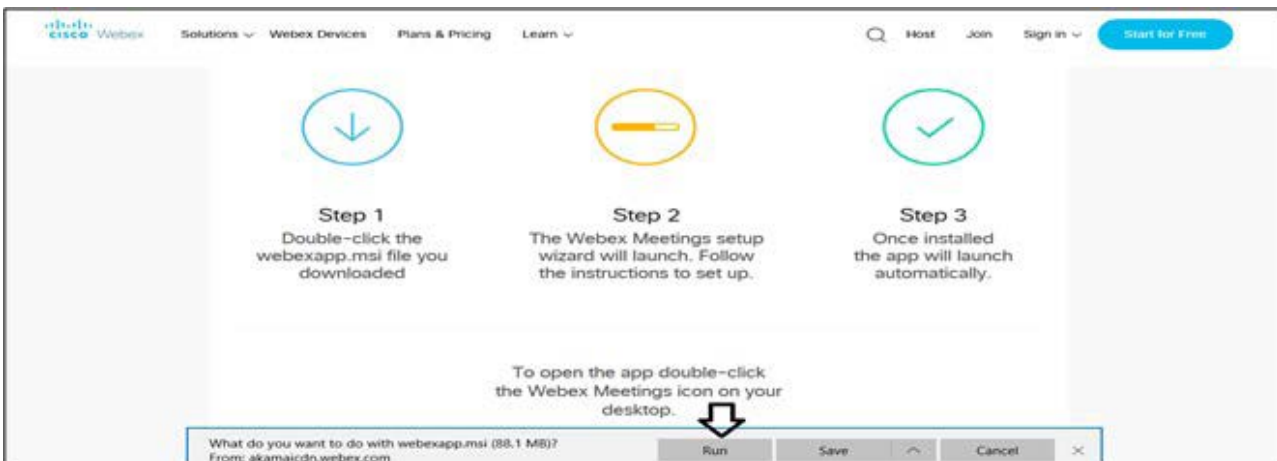 cisco Webex Solutions Webex Devices Plans & Pricing Learn Host Join Sign in Start for Free
Step 1
Double-click the
webexapp.msi file you
downloaded
Step 2
The Webex Meetings setup
wizard will launch. Follow
the instructions to set up.
Step 3
Once installed
the app will launch
automatically.
To open the app double-click
the Webex Meetings icon on your
desktop.
What do you want to do with webexapp.msi (88.1 MB)?
From: akamaicdn.webex.com
Run Save Cancel